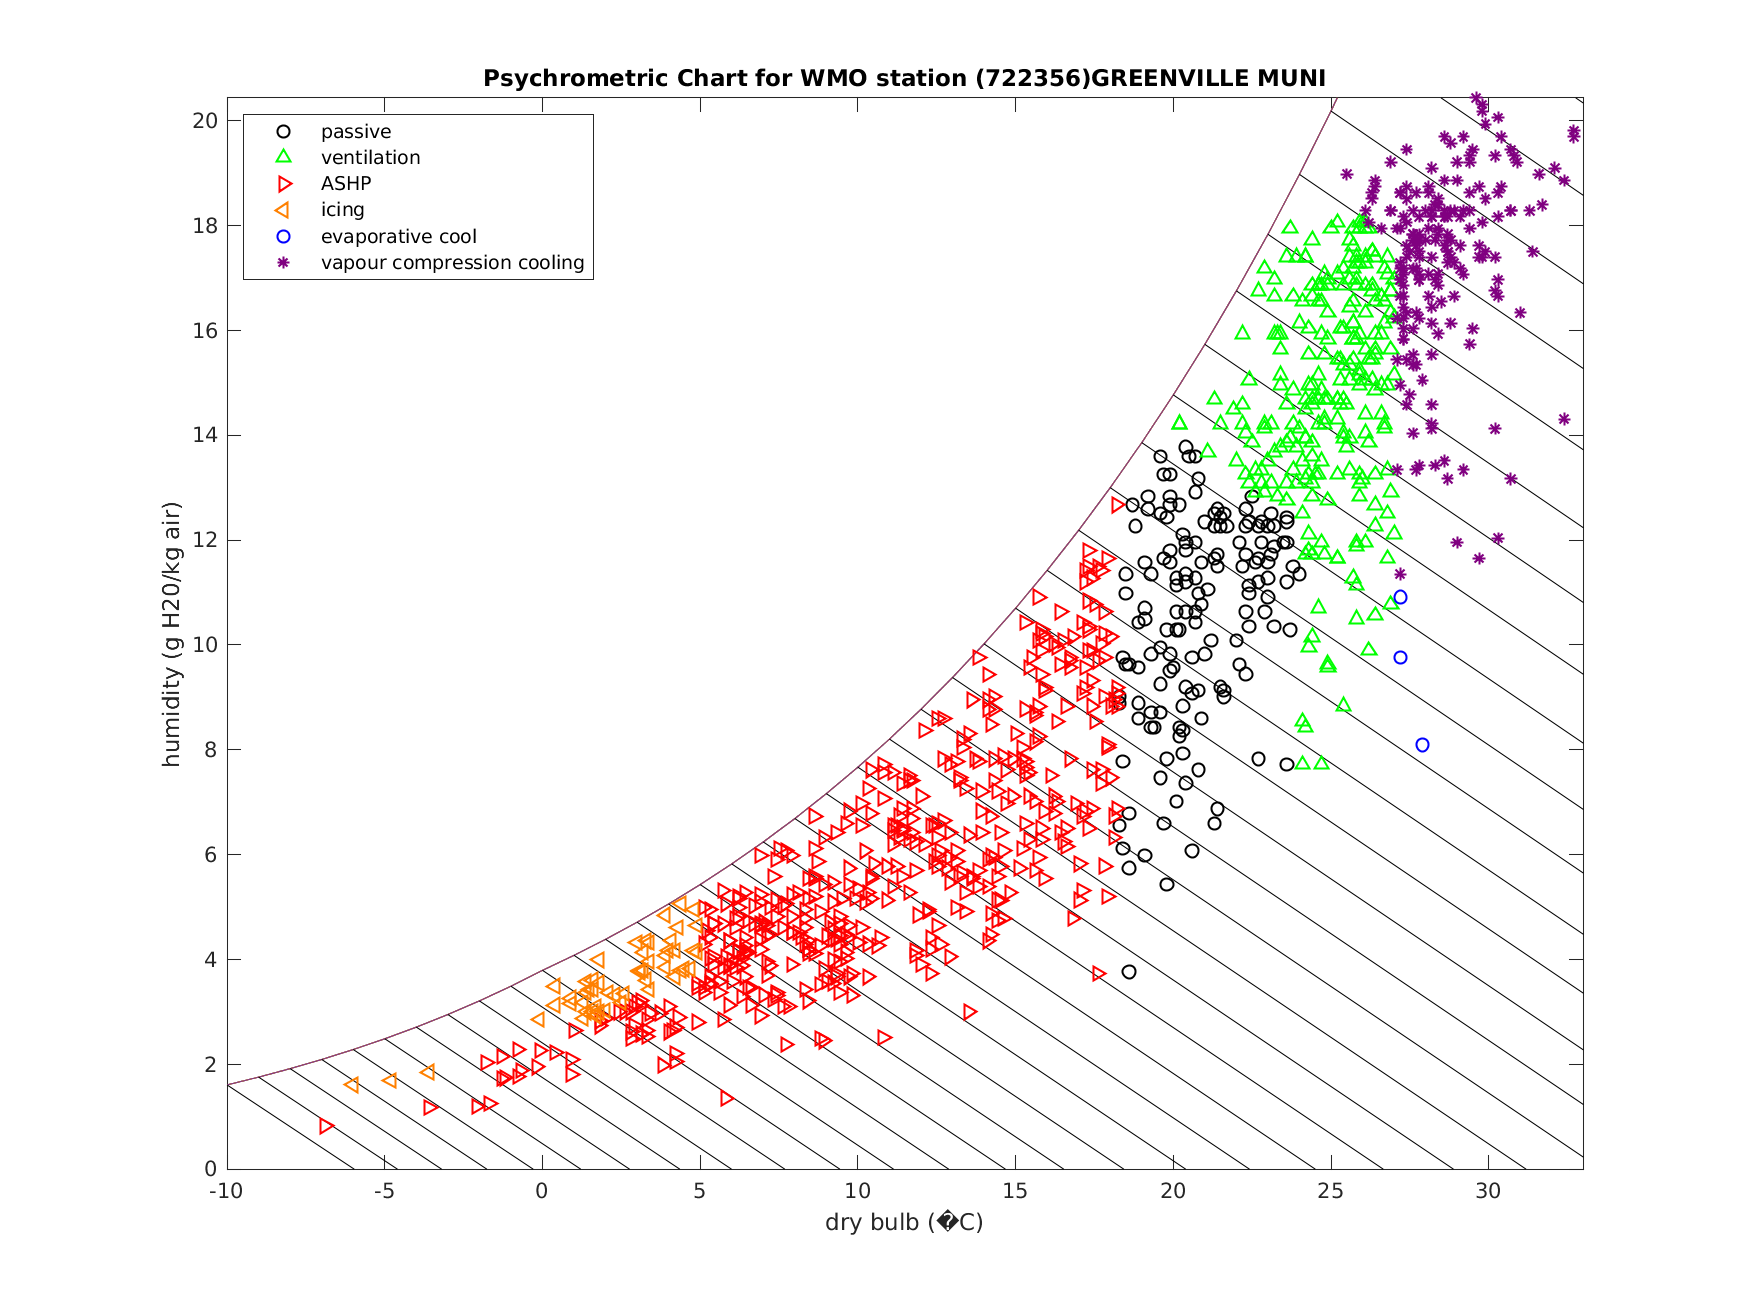 Psychrometric Chart for WMO station (722356)GREENVILLE MUNI
passive
ventilation
ASHP
icing
evaporative cool
vapour compression cooling
humidity (g H20/kg air)
20
18
16
14
12
10
8
6
4
2
0
-10 -5 0 5 10 15 20 25 30
dry bulb (�C)